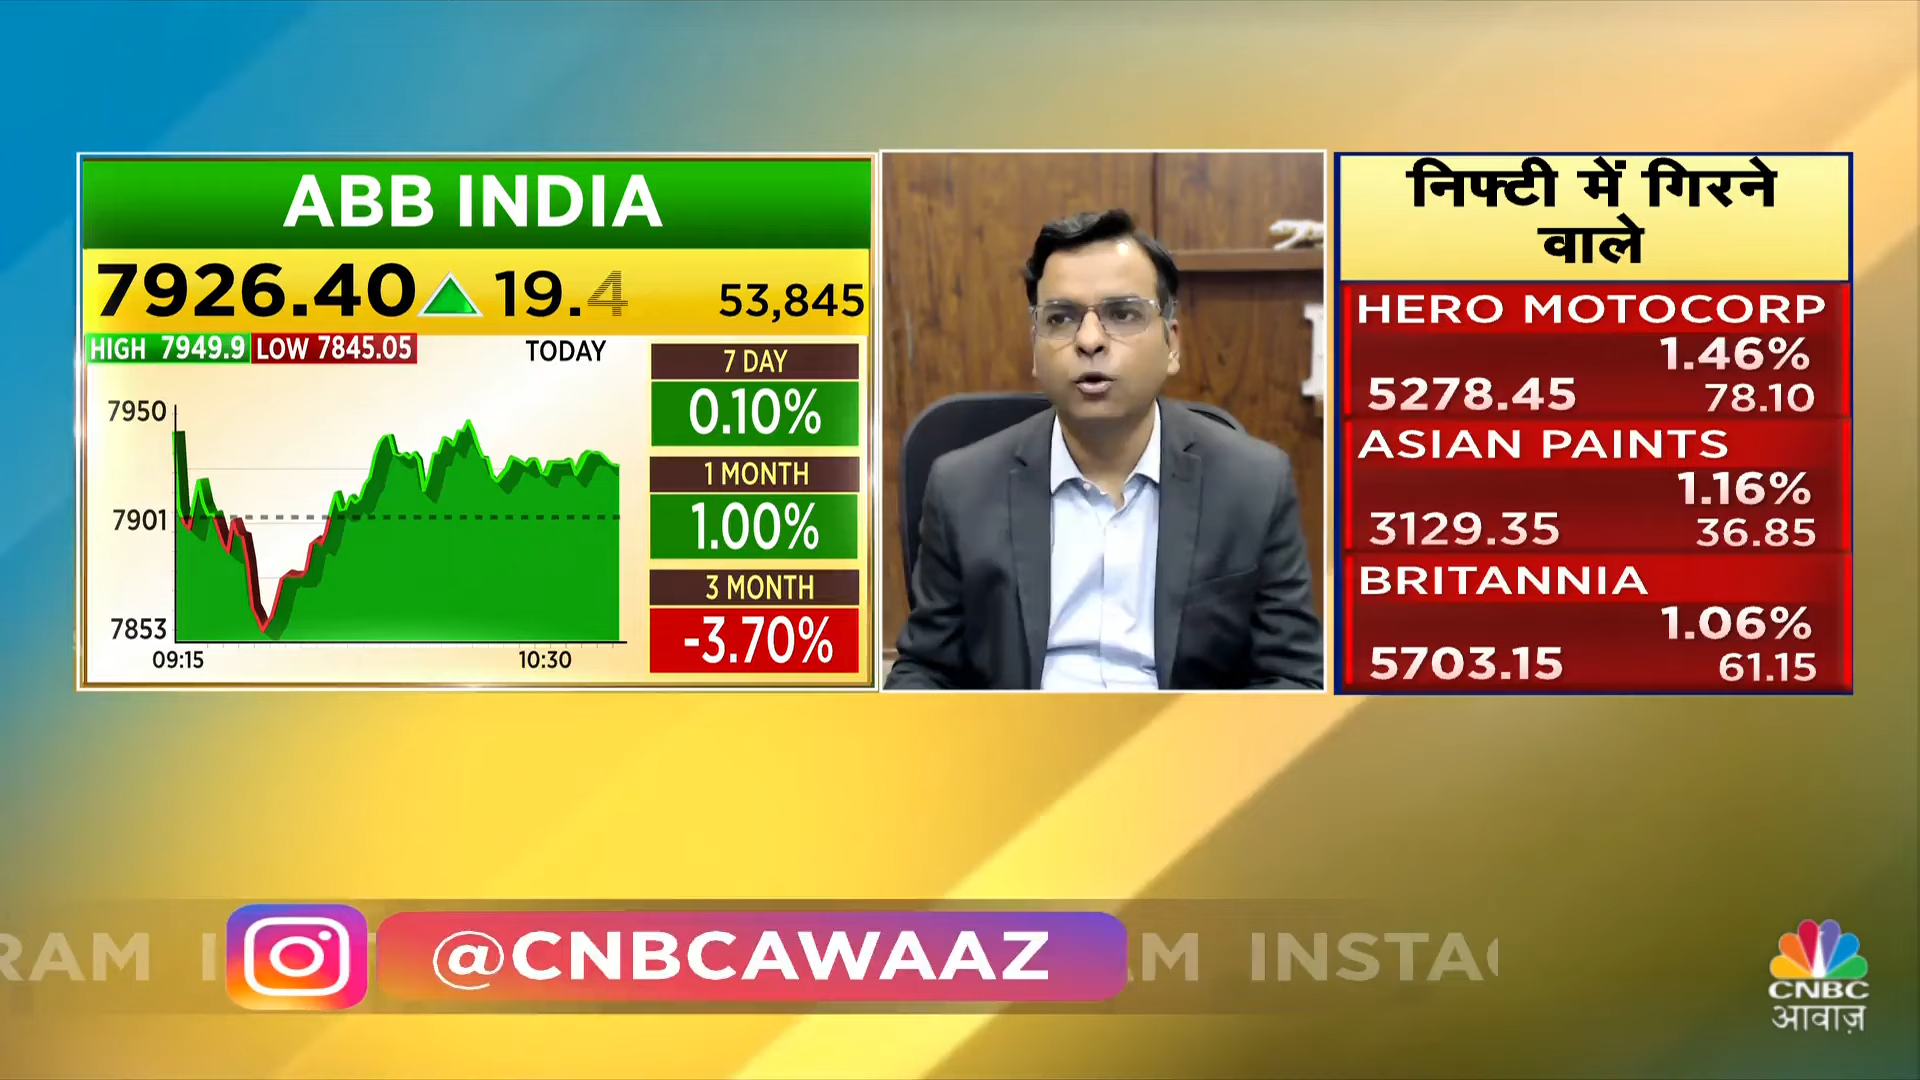 ABB INDIA
7926.40 19.4 53,845
HIGH 7949.9 LOW 7845.05 TODAY
7950
7901
7853
09:15 10:30
7 DAY
0.10%
1 MONTH
1.00%
3 MONTH
-3.70%
निफ्टी में गिरने
वाले
HERO MOTOCORP
1.46%
5278.45 78.10
ASIAN PAINTS
1.16%
3129.35 36.85
BRITANNIA
1.06%
5703.15 61.15
RAM I @CNBCAWAAZ AM INSTAG
CNBC
आवाज़